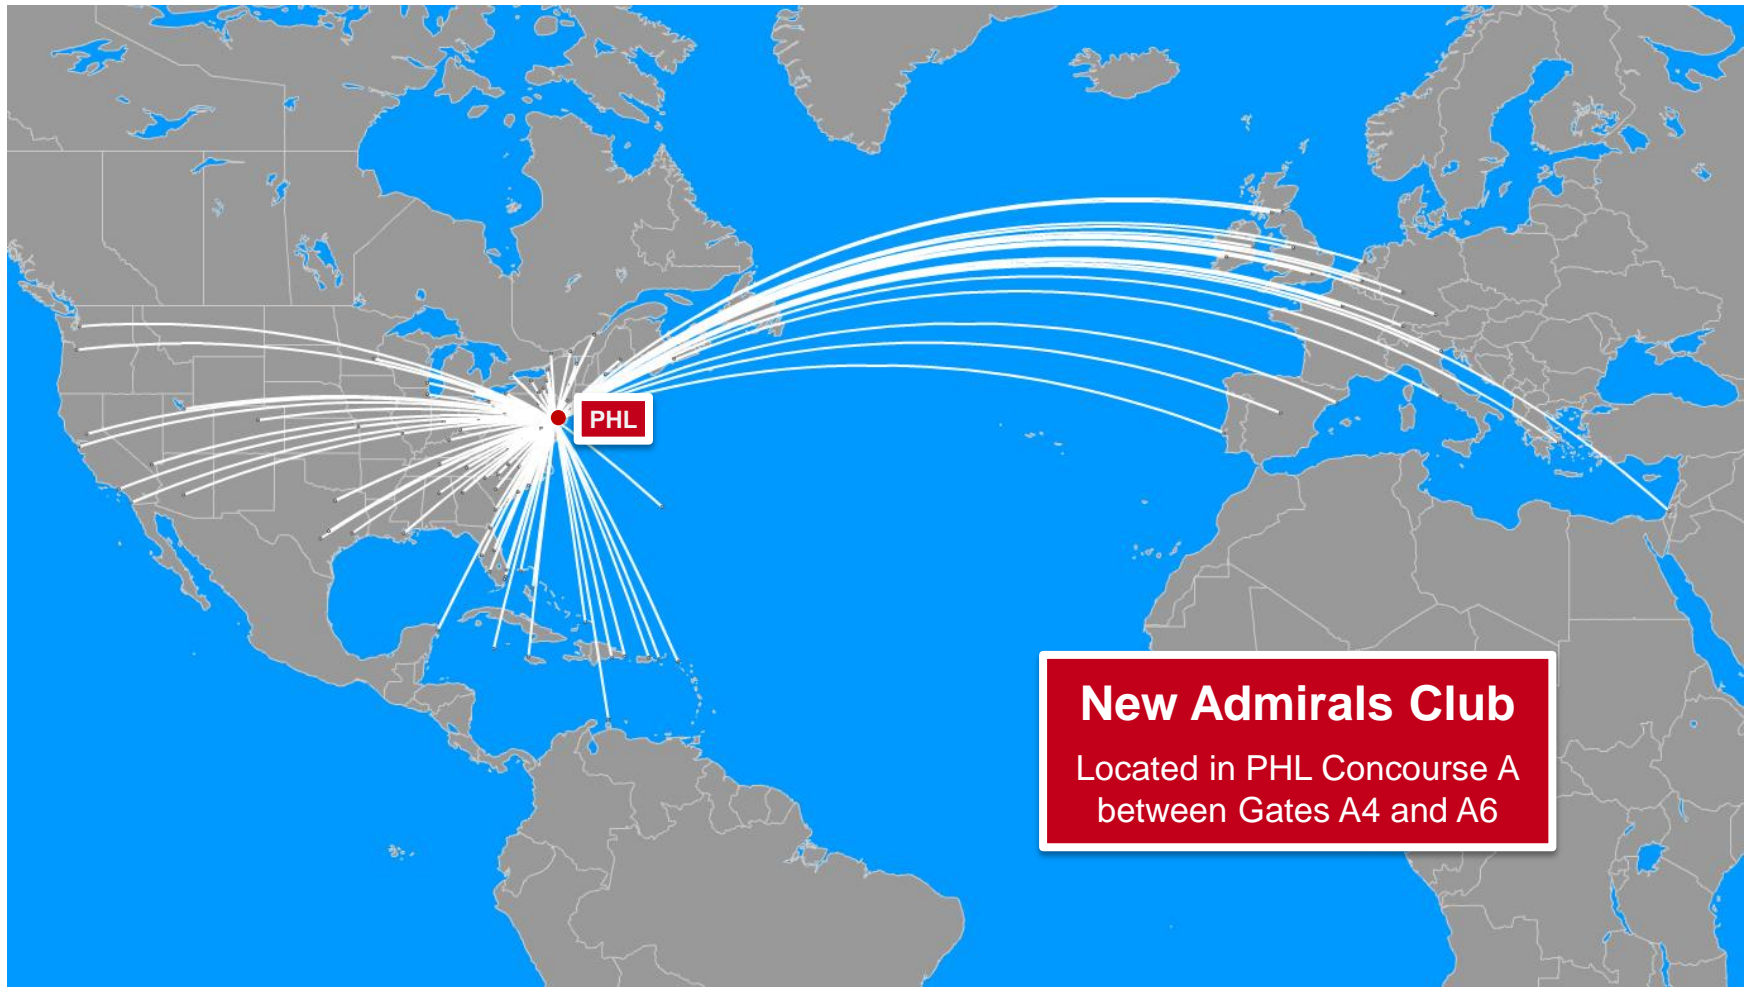 PHL
New Admirals Club
Located in PHL Concourse A
between Gates A4 and A6